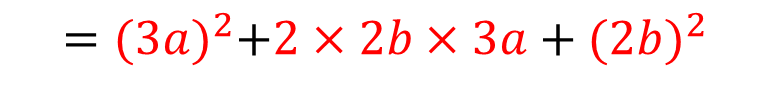 = (3a)²+2 × 2b × 3a + (2b)²